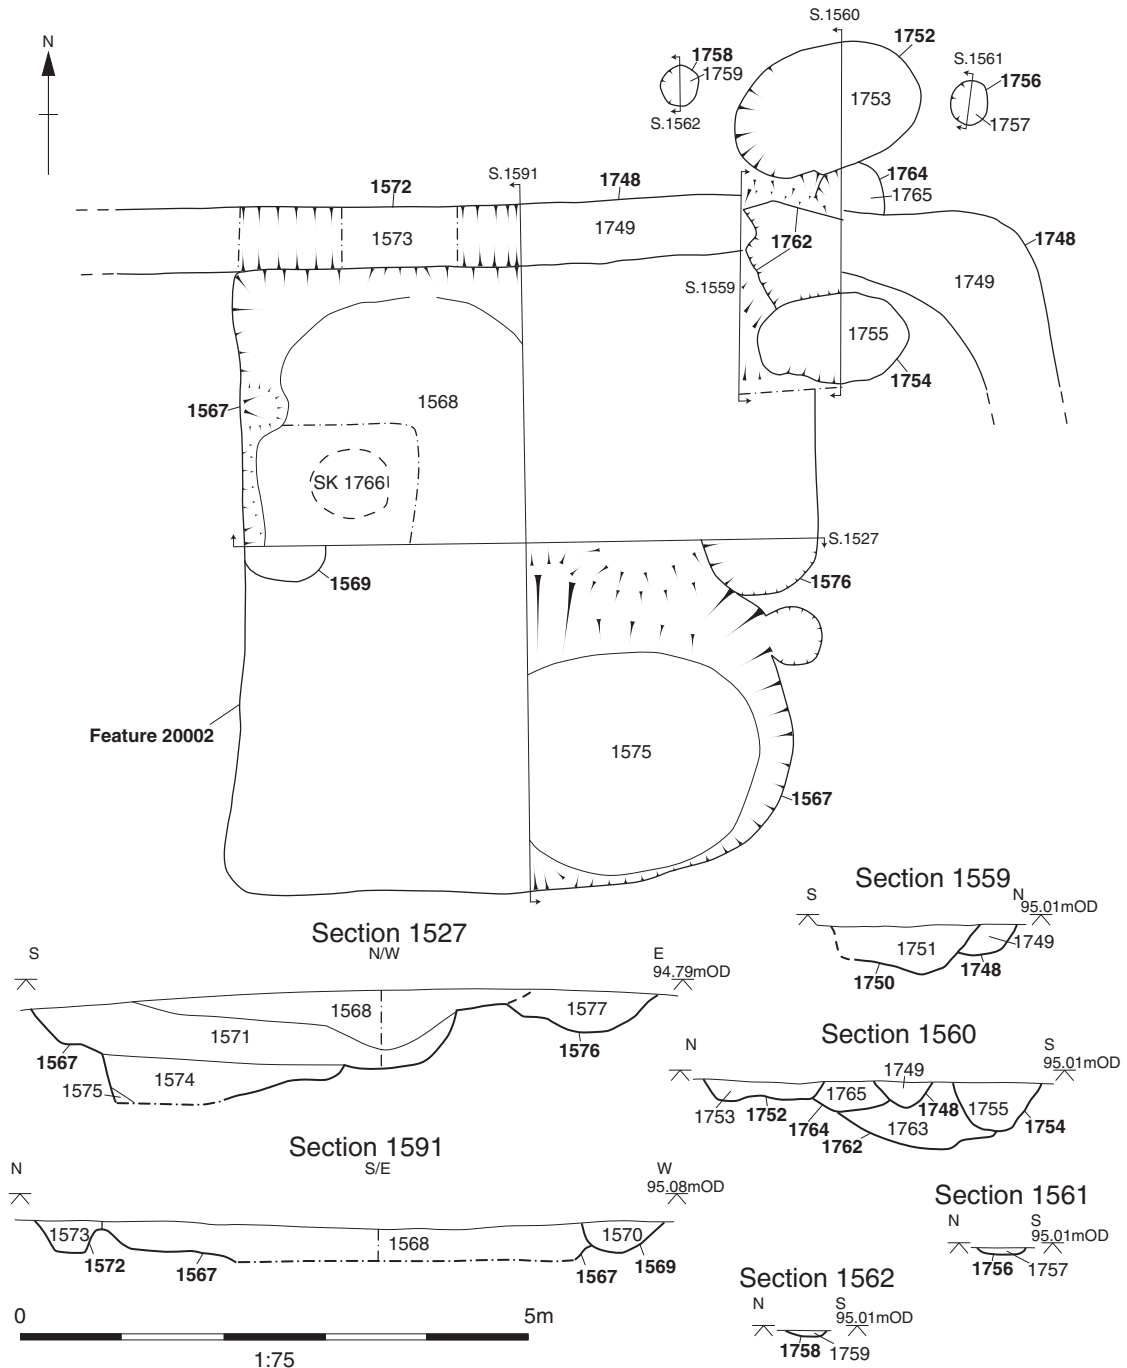 N
S.1560
1752
1758
1759
S.1562
1753
S.1561
1756
1757
S.1591
1572
1748
1764
1765
1573
1749
1762
1748
1749
S.1559
1755
1754
1567
1568
SK 1766
S.1527
1569
1576
Feature 20002
1575
1567
Section 1559
S
N
95.01mOD
1751
1749
1750
1748
Section 1527
S
N/W
E
94.79mOD
1568
1577
1571
1567
1576
1575
1574
Section 1560
N
S
95.01mOD
1749
1765
1753
1752
1748
1755
1764
1763
1754
1762
Section 1591
N
S/E
W
95.08mOD
1573
1568
1570
1572
1567
1567
1569
Section 1561
N
S
95.01mOD
1756
1757
Section 1562
N
S
95.01mOD
1758
1759
0
5m
1:75